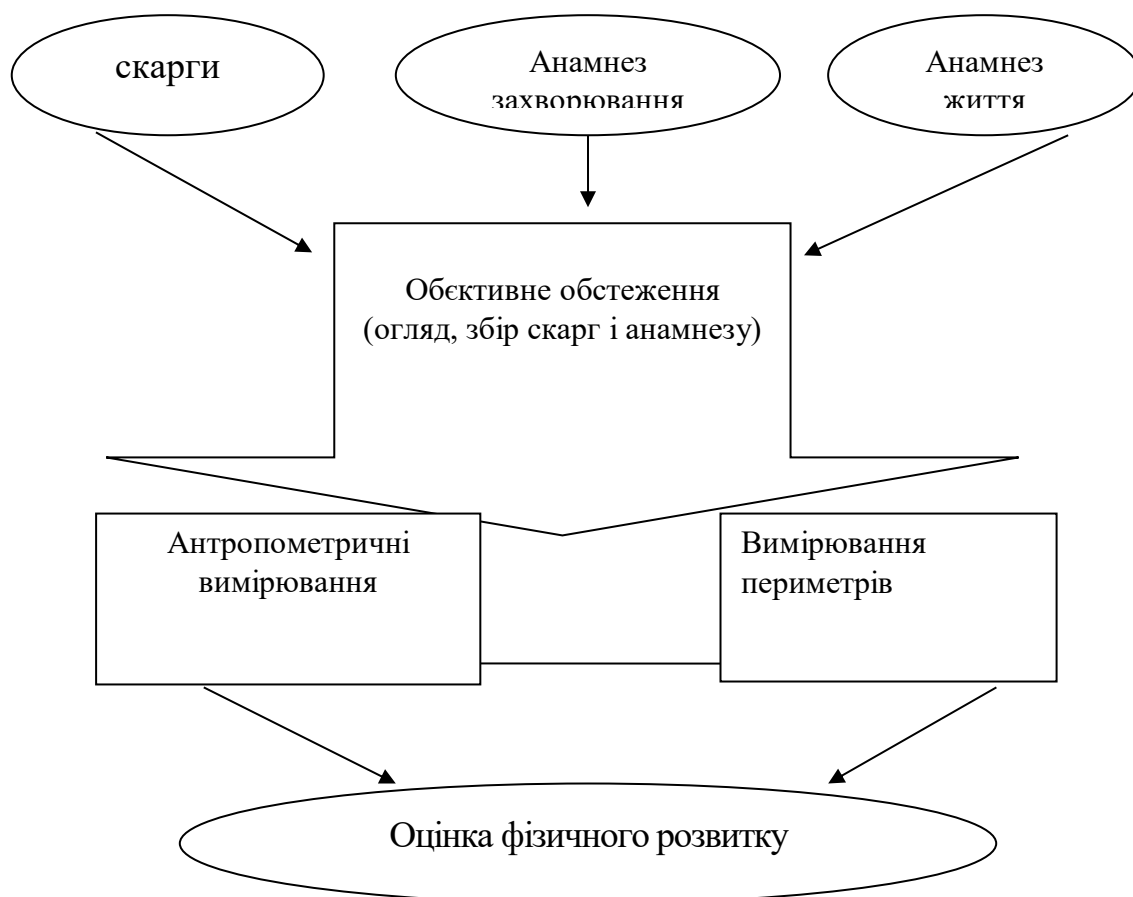 скарги
Анамнез
захворювання
Анамнез
життя
Обєктивне обстеження
(огляд, збір скарг і анамнезу)
Антропометричні
вимірювання
Вимірювання
периметрів
Оцінка фізичного розвитку